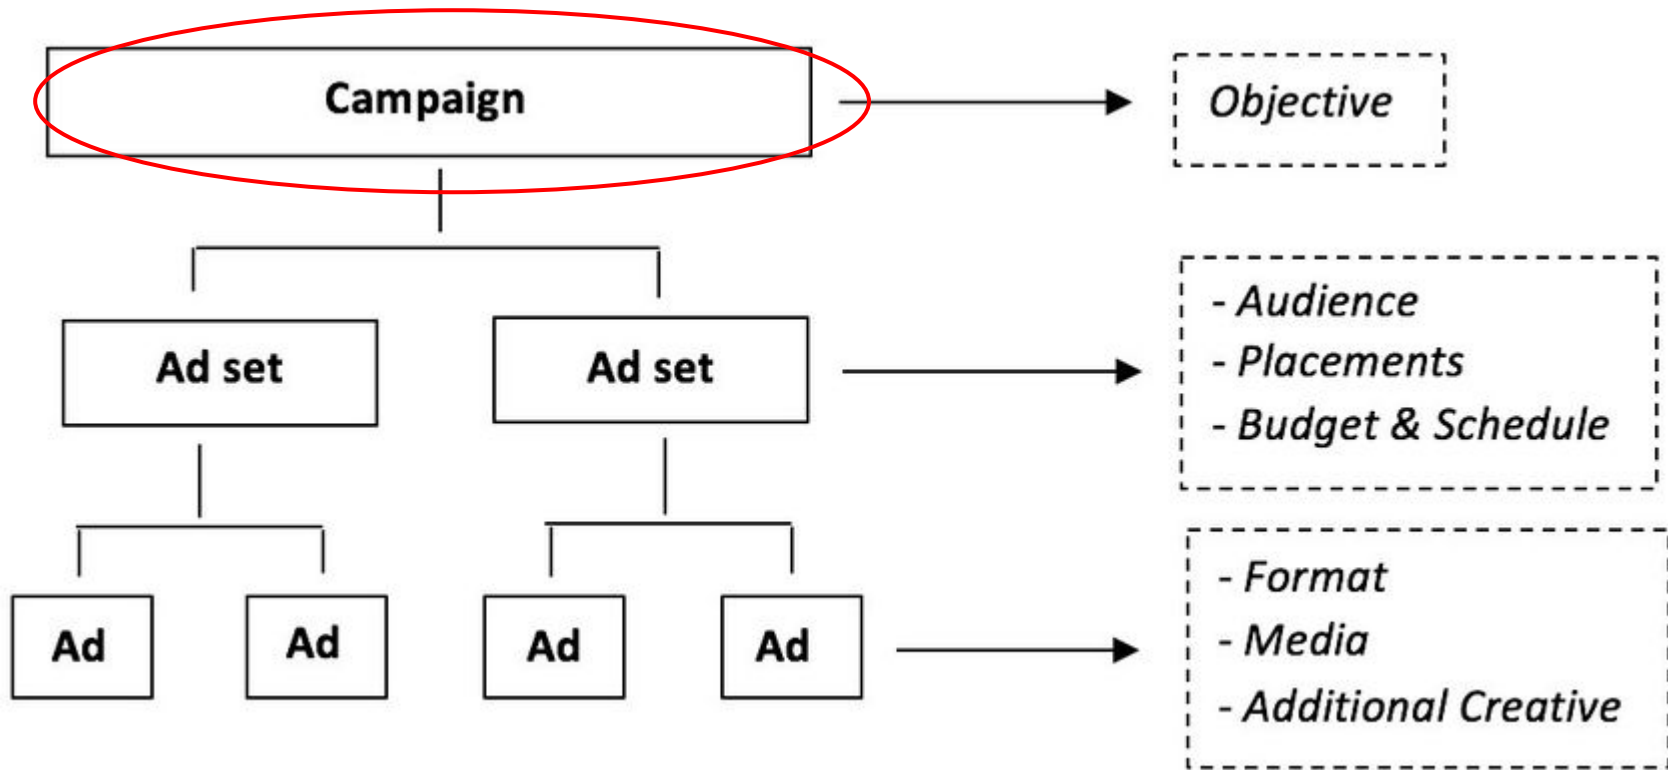 Campaign
Objective
Ad set
Ad set
- Audience
- Placements
- Budget & Schedule
Ad
Ad
Ad
Ad
- Format
- Media
- Additional Creative